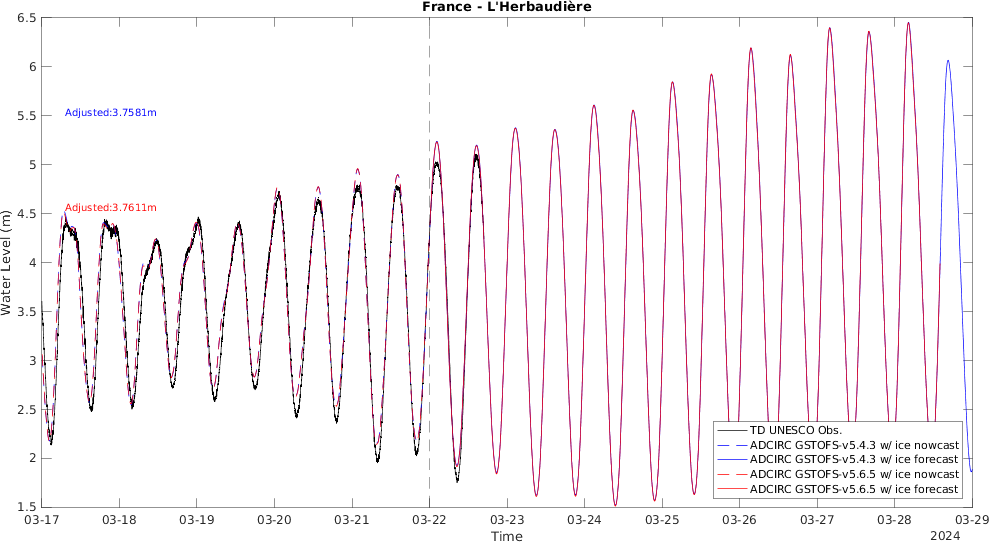 France - L'Herbaudière
6.5
6
5.5
5
4.5
4
3.5
3
2.5
2
1.5
Water Level (m)
Adjusted:3.7581m
Adjusted:3.7611m
TD UNESCO Obs.
ADCIRC GSTOFS-v5.4.3 w/ ice nowcast
ADCIRC GSTOFS-v5.4.3 w/ ice forecast
ADCIRC GSTOFS-v5.6.5 w/ ice nowcast
ADCIRC GSTOFS-v5.6.5 w/ ice forecast
03-17 03-18 03-19 03-20 03-21 03-22 03-23 03-24 03-25 03-26 03-27 03-28 03-29
Time
2024